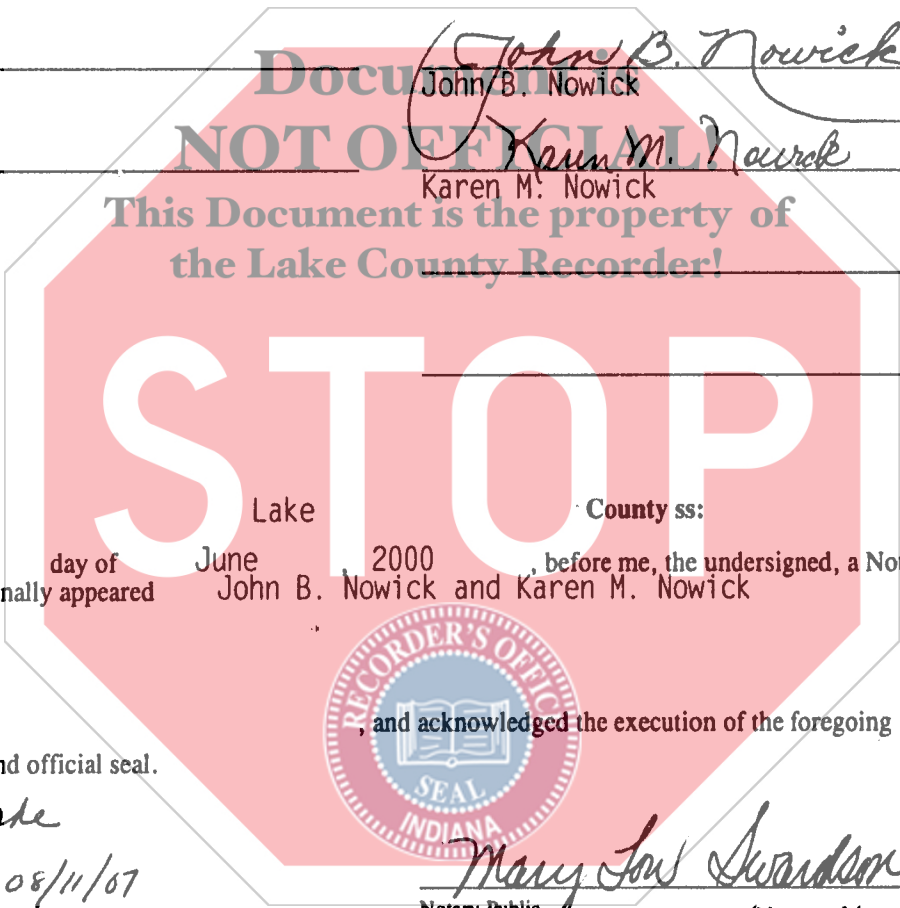 John B. Nowick
Document is
John B. Nowick
NOT OFFICIAL!
Karen M. Nowick
Karen M. Nowick
This Document is the property of
the Lake County Recorder!
STOP
Lake County ss:
day of June , 2000 , before me, the undersigned, a No
nally appeared John B. Nowick and Karen M. Nowick
RECORDER'S OFFICE
, and acknowledged the execution of the foregoing
nd official seal.
SEAL
INDIANA
08/11/07
Mary Lou Swardson
Notary Public